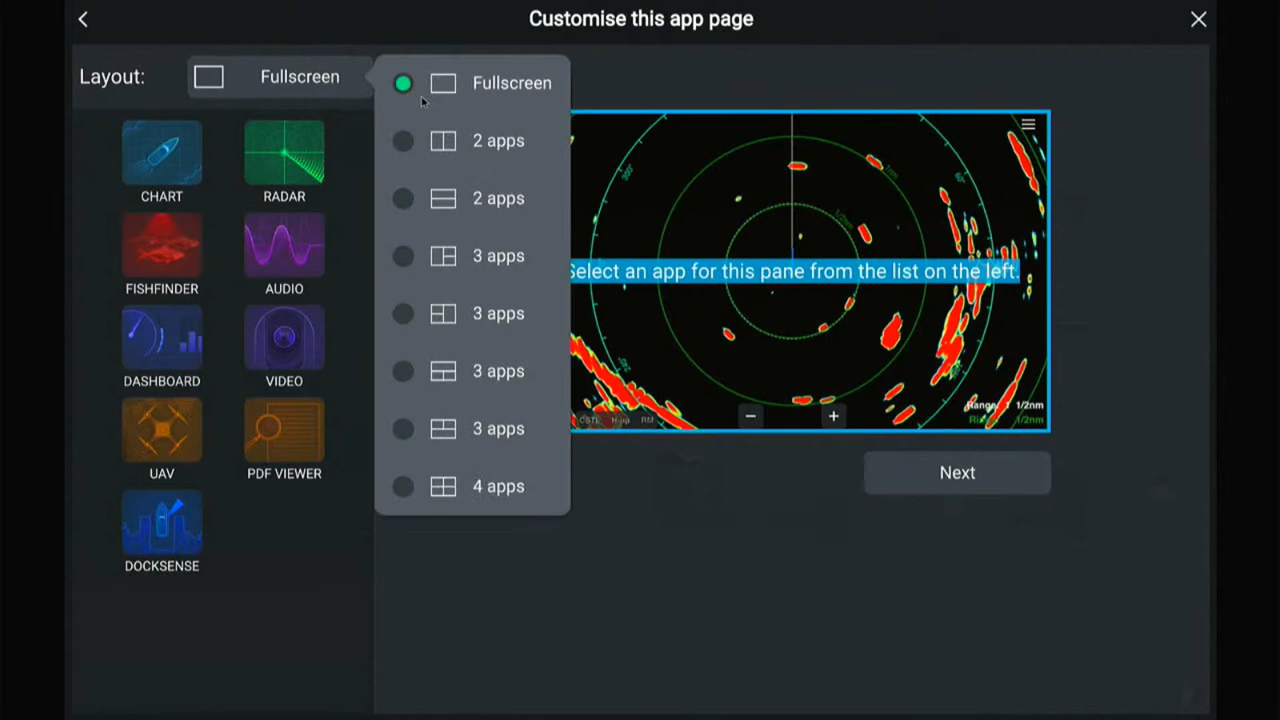 Customise this app page
Layout:
Fullscreen
Fullscreen
2 apps
2 apps
3 apps
3 apps
3 apps
3 apps
4 apps
CHART
RADAR
FISHFINDER
AUDIO
DASHBOARD
VIDEO
UAV
PDF VIEWER
DOCKSENSE
Select an app for this pane from the list on the left.
Range 1 1/2nm
1/2nm
Next